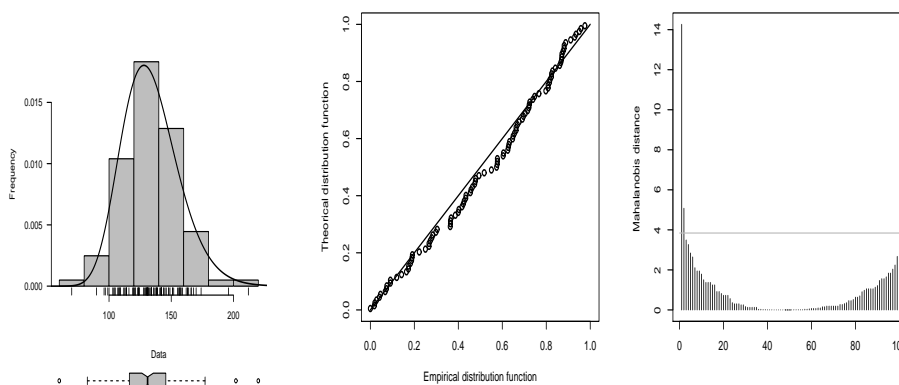 Frequency
0.000 0.005 0.010 0.015
100 150 200
Data
Theorical distribution function
0.0 0.2 0.4 0.6 0.8 1.0
0.0 0.2 0.4 0.6 0.8 1.0
Empirical distribution function
Mahalanobis distance
0 2 4 6 8 10 12 14
0 20 40 60 80 100